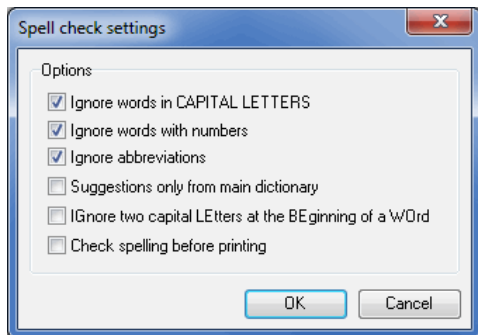 Spell check settings
Options
Ignore words in CAPITAL LETTERS
Ignore words with numbers
Ignore abbreviations
Suggestions only from main dictionary
IGnore two capital LEtters at the BEginning of a WOrd
Check spelling before printing
OK Cancel